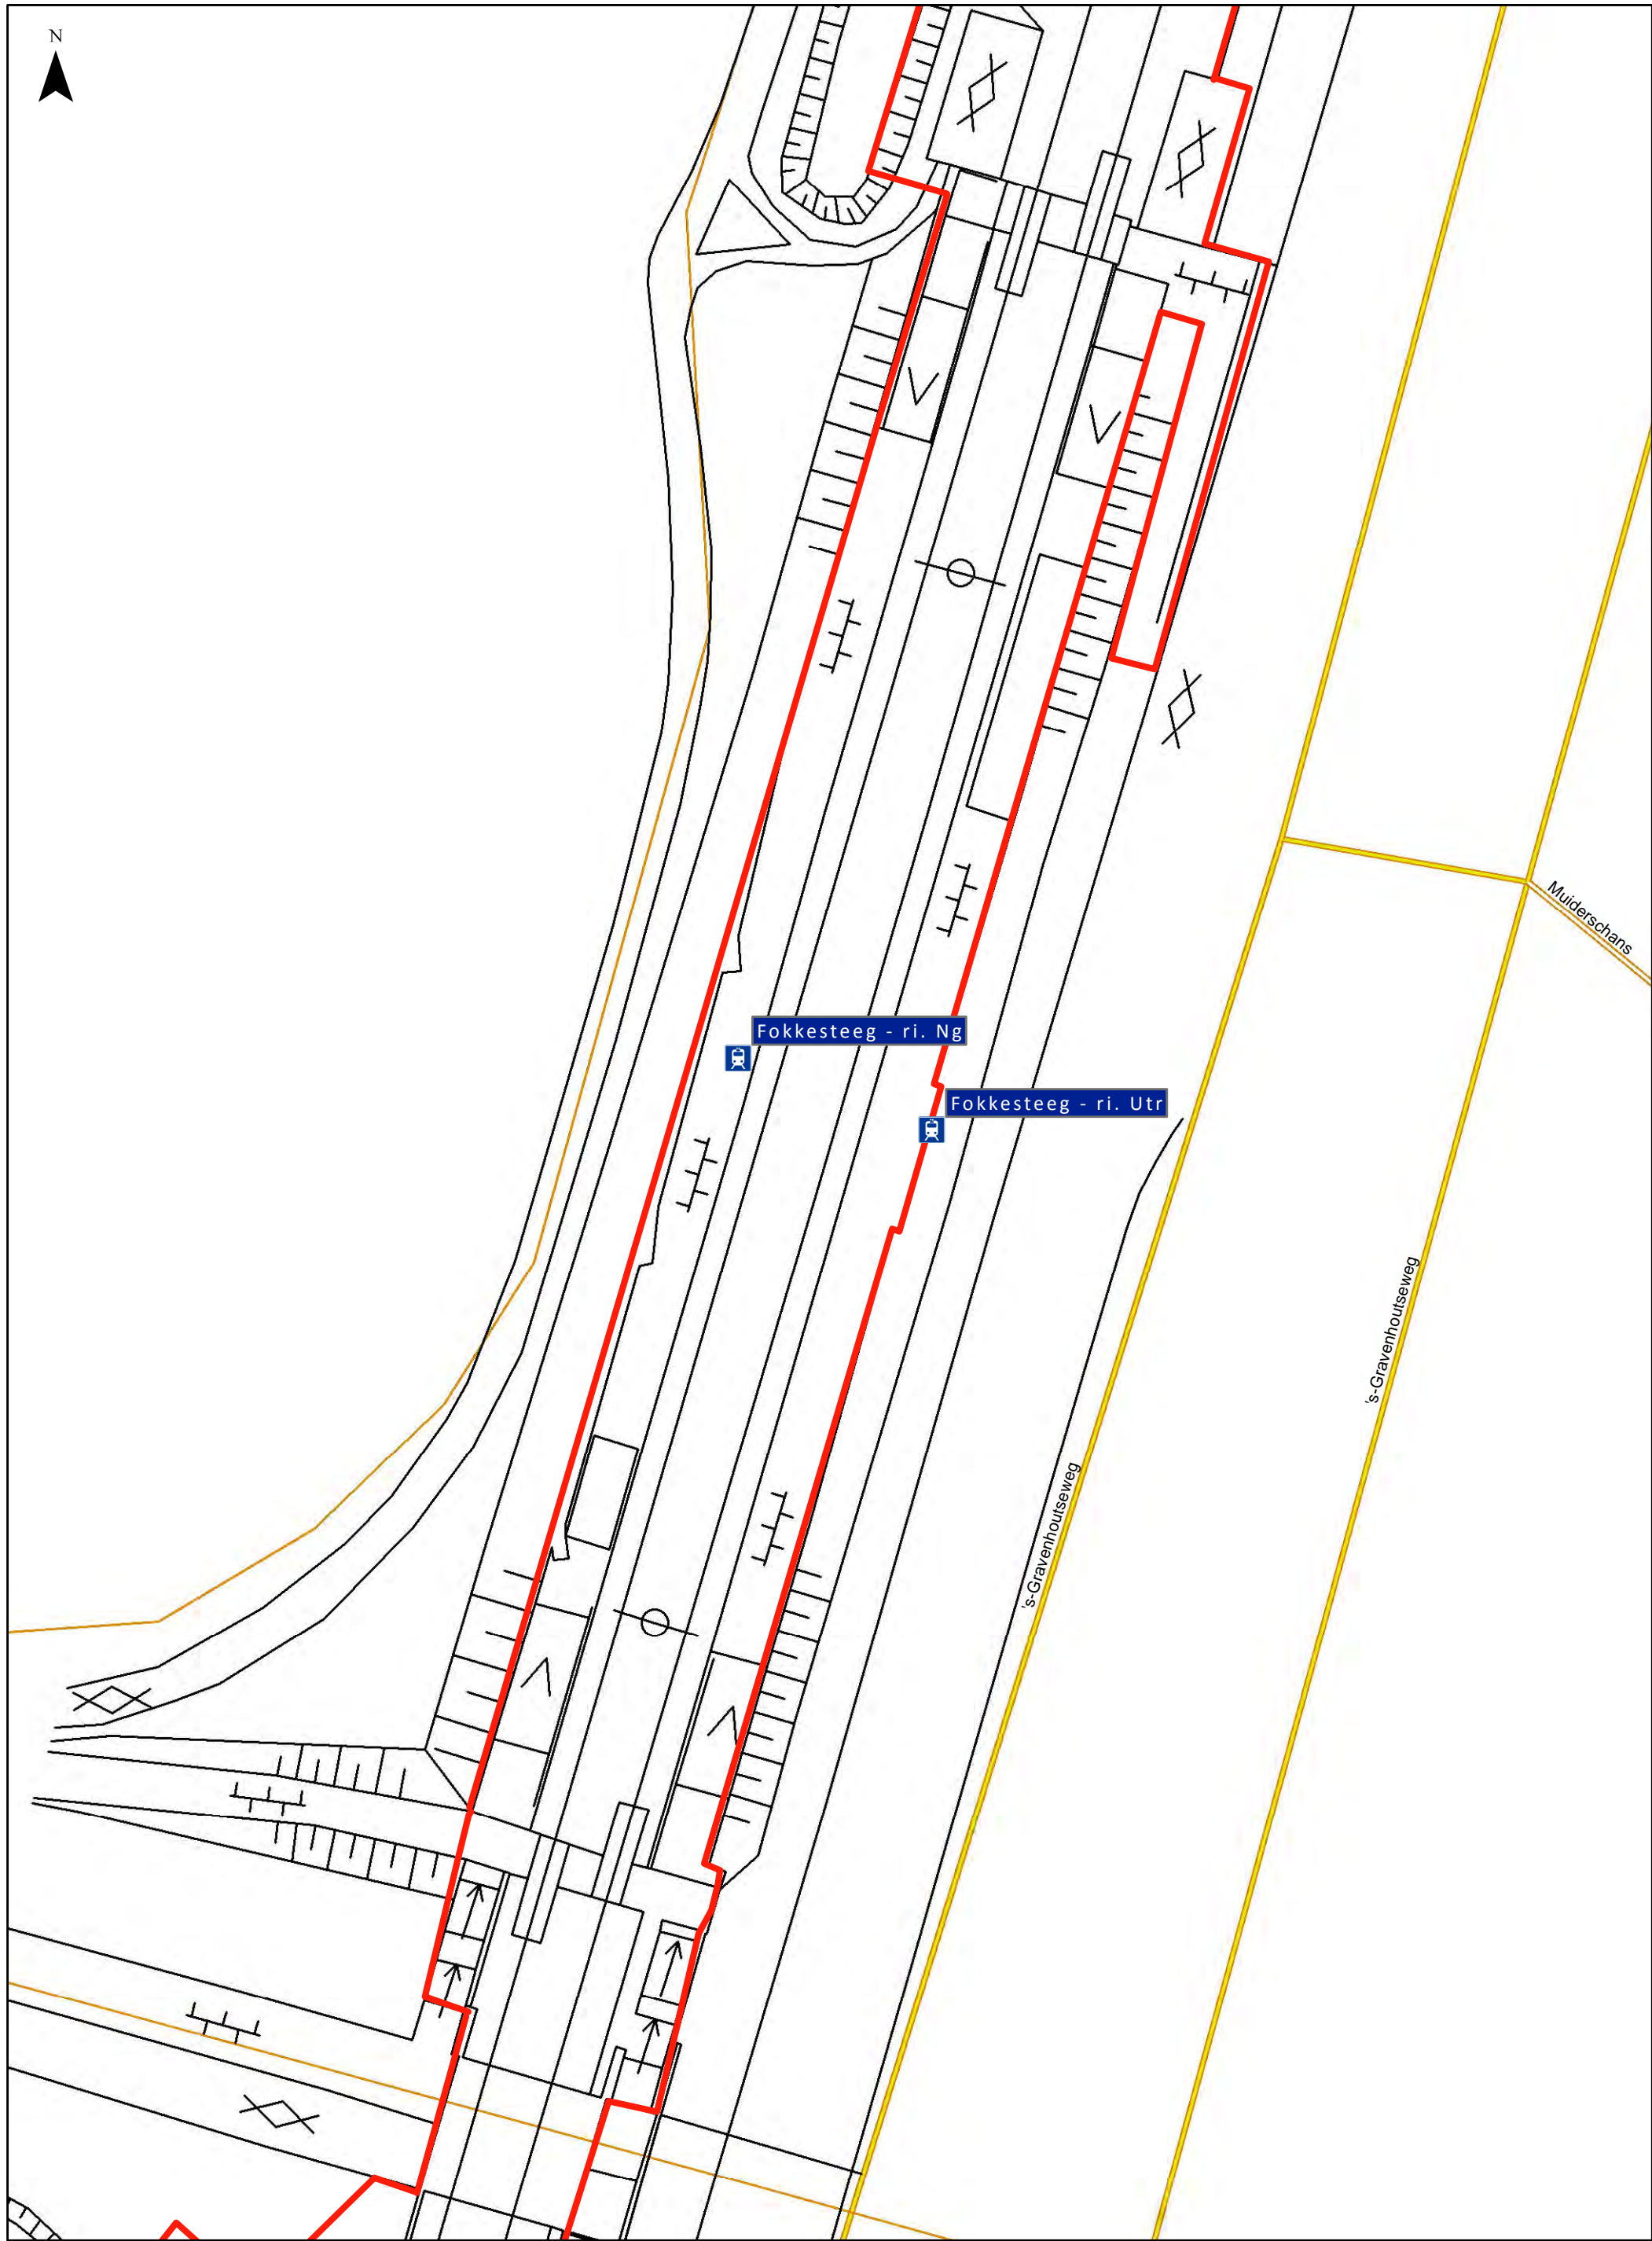 N
Muiderschans
Fokkesteeg - ri. Ng
Fokkesteeg - ri. Utr
's-Gravenhoutseweg
's-Gravenhoutseweg